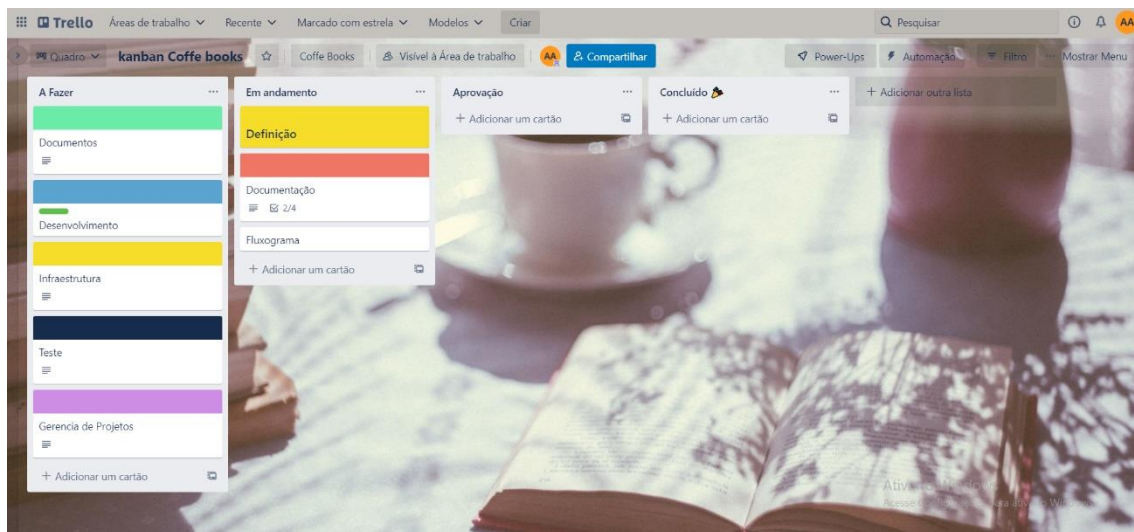 Trello Áreas de trabalho Recente Marcado com estrela Modelos Criar Pesquisar AA
Quadro kanban Coffe books Coffe Books Visível à Área de trabalho AA Compartilhar Power-Ups Automação Filtro ... Mostrar Menu
A Fazer ...
Documentos
Desenvolvimento
Infraestrutura
Teste
Gerencia de Projetos
+ Adicionar um cartão
Em andamento ...
Definição
Documentação
2/4
Fluxograma
+ Adicionar um cartão
Aprovação ...
+ Adicionar um cartão
Concluído ...
+ Adicionar um cartão
+ Adicionar outra lista